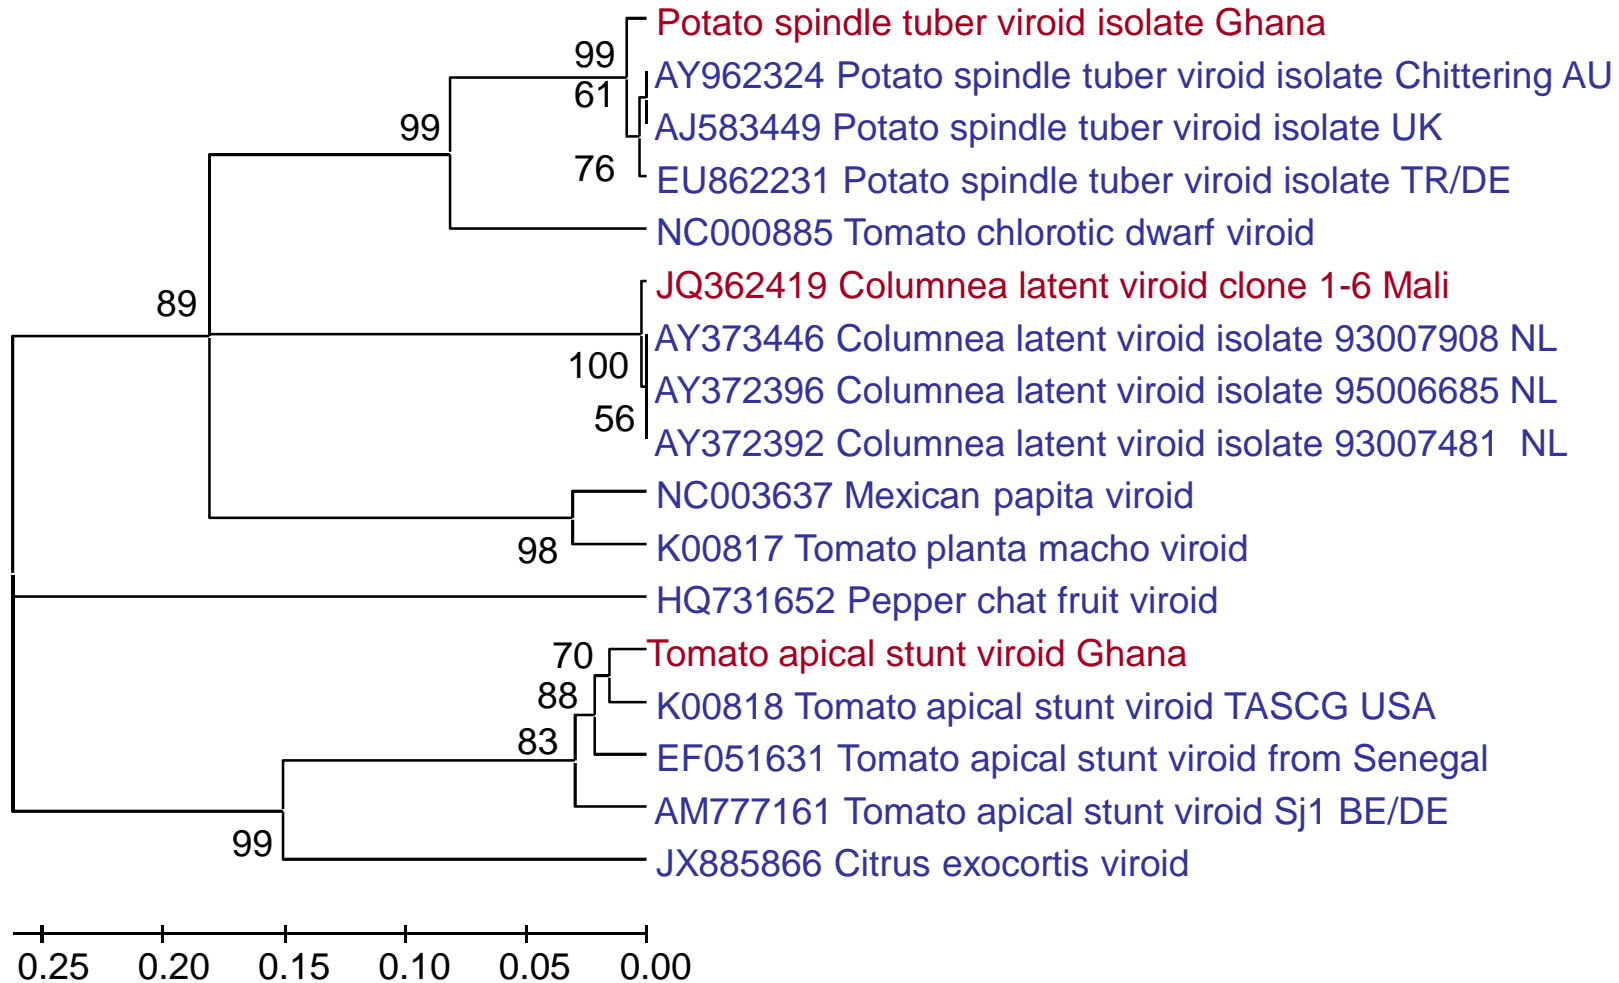 Potato spindle tuber viroid isolate Ghana
99
AY962324 Potato spindle tuber viroid isolate Chittering AU
61
99
AJ583449 Potato spindle tuber viroid isolate UK
76
EU862231 Potato spindle tuber viroid isolate TR/DE
NC000885 Tomato chlorotic dwarf viroid
JQ362419 Columnea latent viroid clone 1-6 Mali
89
AY373446 Columnea latent viroid isolate 93007908 NL
100
AY372396 Columnea latent viroid isolate 95006685 NL
56
AY372392 Columnea latent viroid isolate 93007481 NL
NC003637 Mexican papita viroid
98
K00817 Tomato planta macho viroid
HQ731652 Pepper chat fruit viroid
70
Tomato apical stunt viroid Ghana
88
K00818 Tomato apical stunt viroid TASCG USA
83
EF051631 Tomato apical stunt viroid from Senegal
AM777161 Tomato apical stunt viroid Sj1 BE/DE
99
JX885866 Citrus exocortis viroid
0.25 0.20 0.15 0.10 0.05 0.00